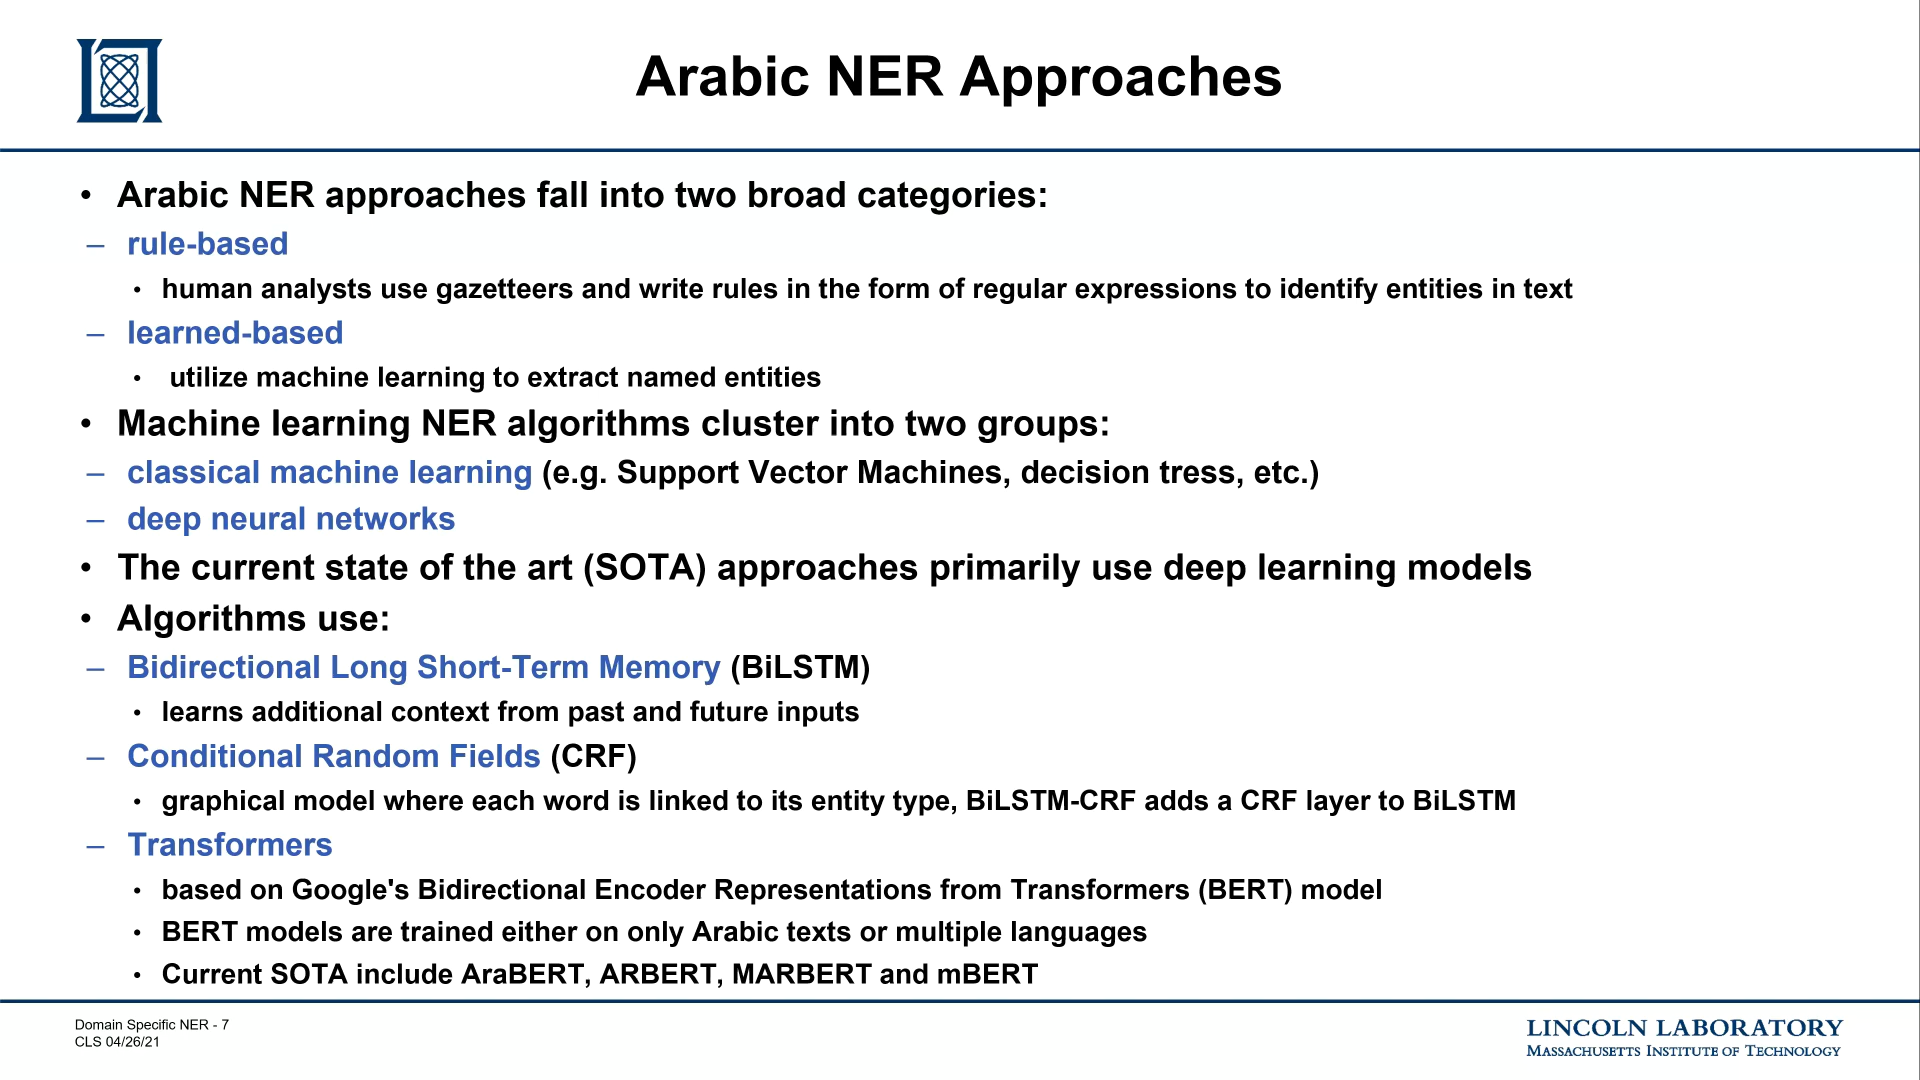 Arabic NER Approaches
• Arabic NER approaches fall into two broad categories:
– rule-based
• human analysts use gazetteers and write rules in the form of regular expressions to identify entities in text
– learned-based
• utilize machine learning to extract named entities
• Machine learning NER algorithms cluster into two groups:
– classical machine learning (e.g. Support Vector Machines, decision tress, etc.)
– deep neural networks
• The current state of the art (SOTA) approaches primarily use deep learning models
• Algorithms use:
– Bidirectional Long Short-Term Memory (BiLSTM)
• learns additional context from past and future inputs
– Conditional Random Fields (CRF)
• graphical model where each word is linked to its entity type, BiLSTM-CRF adds a CRF layer to BiLSTM
– Transformers
• based on Google's Bidirectional Encoder Representations from Transformers (BERT) model
• BERT models are trained either on only Arabic texts or multiple languages
• Current SOTA include AraBERT, ARBERT, MARBERT and mBERT
Domain Specific NER - 7
CLS 04/26/21
LINCOLN LABORATORY
MASSACHUSETTS INSTITUTE OF TECHNOLOGY